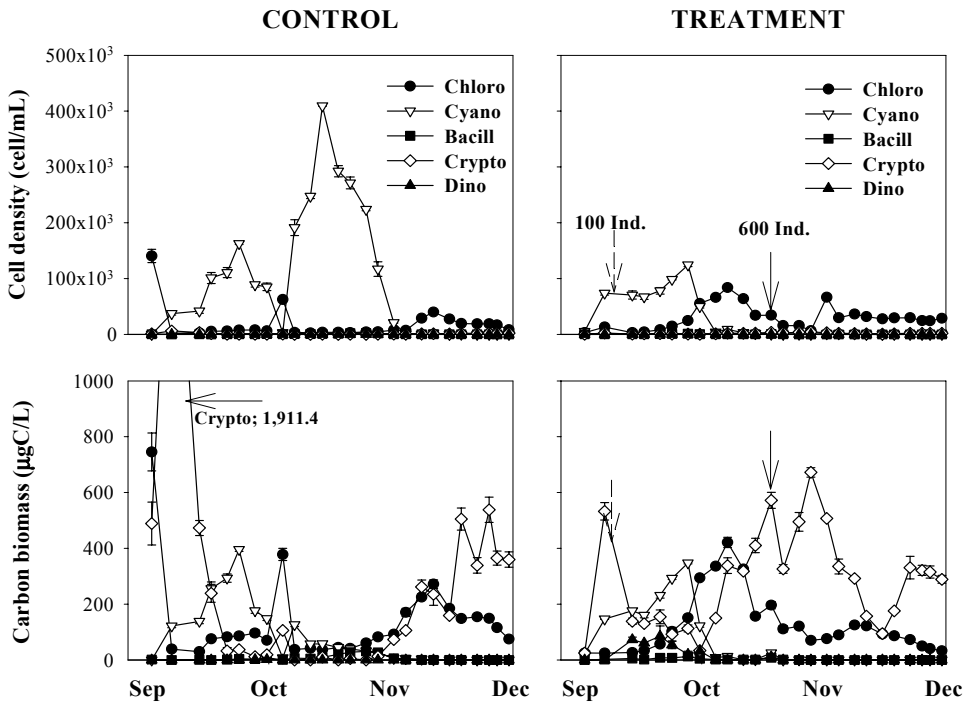 CONTROL
TREATMENT
Cell density (cell/mL)
500x10³
400x10³
300x10³
200x10³
100x10³
0
Chloro
Cyano
Bacill
Crypto
Dino
Chloro
Cyano
Bacill
Crypto
Dino
100 Ind.
600 Ind.
Carbon biomass (µgC/L)
1000
800
600
400
200
0
Crypto; 1,911.4
Sep Oct Nov Dec
Sep Oct Nov Dec